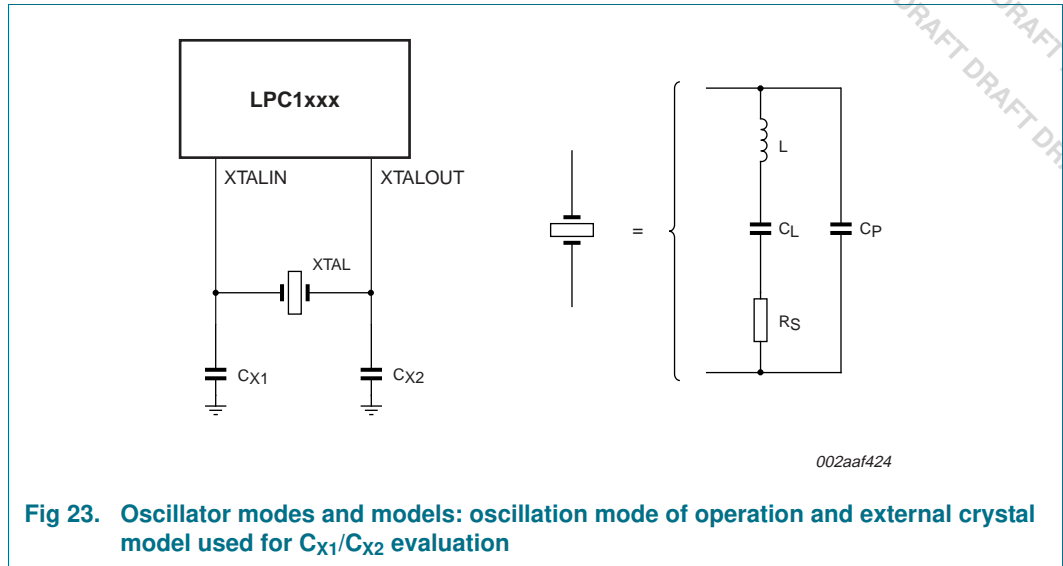 DRAFT DRAFT DRAFT
LPC1xxx
XTALIN
XTALOUT
XTAL
CX1
CX2
=
L
CL
CP
RS
002aaf424
Fig 23. Oscillator modes and models: oscillation mode of operation and external crystal
model used for CX1/CX2 evaluation